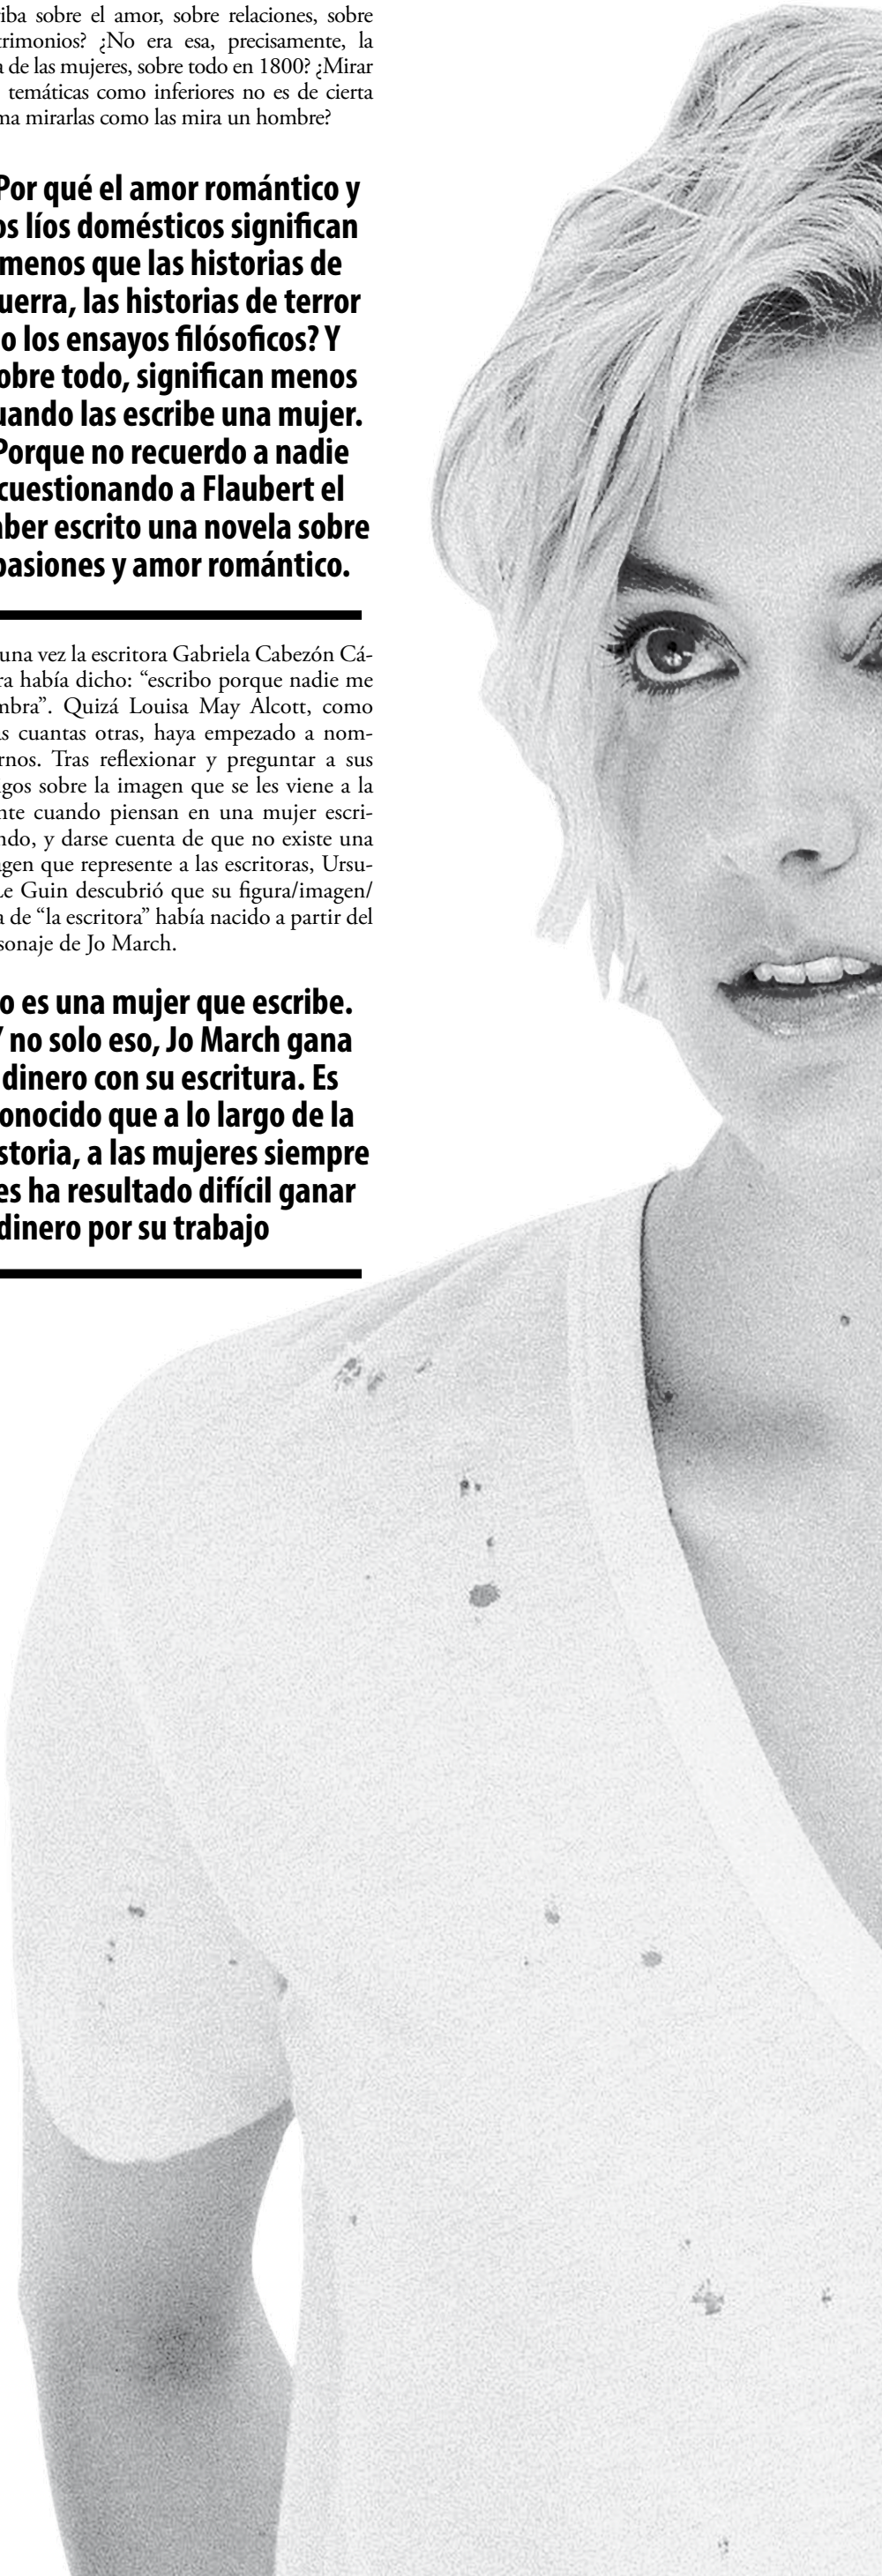 iba sobre el amor, sobre relaciones, sobre
trimonios? ¿No era esa, precisamente, la
a de las mujeres, sobre todo en 1800? ¿Mirar
temáticas como inferiores no es de cierta
ma mirarlas como las mira un hombre?
Por qué el amor romántico y
os líos domésticos significan
menos que las historias de
uerra, las historias de terror
o los ensayos filósoficos? Y
obre todo, significan menos
uando las escribe una mujer.
Porque no recuerdo a nadie
cuestionando a Flaubert el
aber escrito una novela sobre
pasiones y amor romántico.
una vez la escritora Gabriela Cabezón Cá-
ra había dicho: “escribo porque nadie me
mbra”. Quizá Louisa May Alcott, como
as cuantas otras, haya empezado a nom-
rnos. Tras reflexionar y preguntar a sus
igos sobre la imagen que se les viene a la
nte cuando piensan en una mujer escri-
ndo, y darse cuenta de que no existe una
agen que represente a las escritoras, Ursu-
Le Guin descubrió que su figura/imagen/
a de “la escritora” había nacido a partir del
sonaje de Jo March.
o es una mujer que escribe.
Y no solo eso, Jo March gana
dinero con su escritura. Es
onocido que a lo largo de la
storia, a las mujeres siempre
es ha resultado difícil ganar
dinero por su trabajo